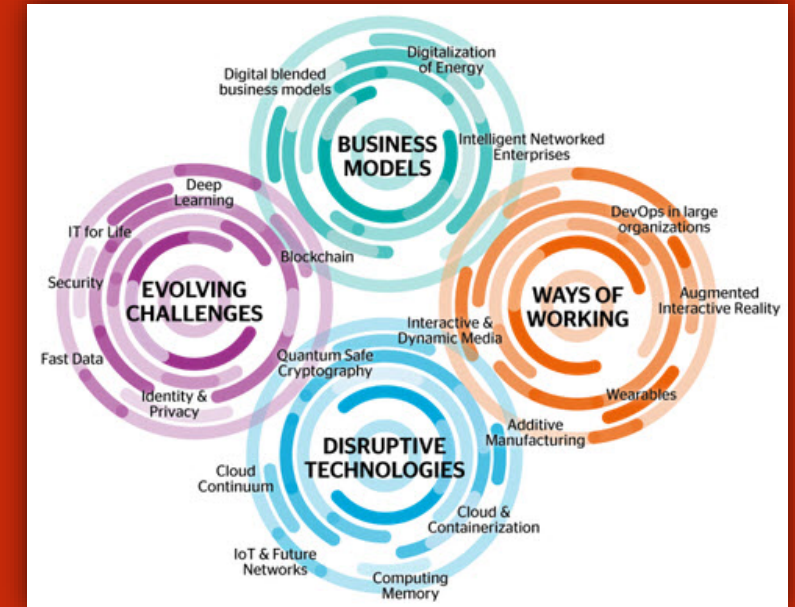 Digitalization
of Energy
Digital blended
business models
BUSINESS
MODELS
Intelligent Networked
Enterprises
Deep
Learning
IT for Life
Blockchain
Security
EVOLVING
CHALLENGES
Fast Data
Identity &
Privacy
Quantum Safe
Cryptography
DevOps in large
organizations
WAYS OF
WORKING
Augmented
Interactive Reality
Interactive &
Dynamic Media
Wearables
Additive
Manufacturing
DISRUPTIVE
TECHNOLOGIES
Cloud
Continuum
Cloud &
Containerization
IoT & Future
Networks
Computing
Memory